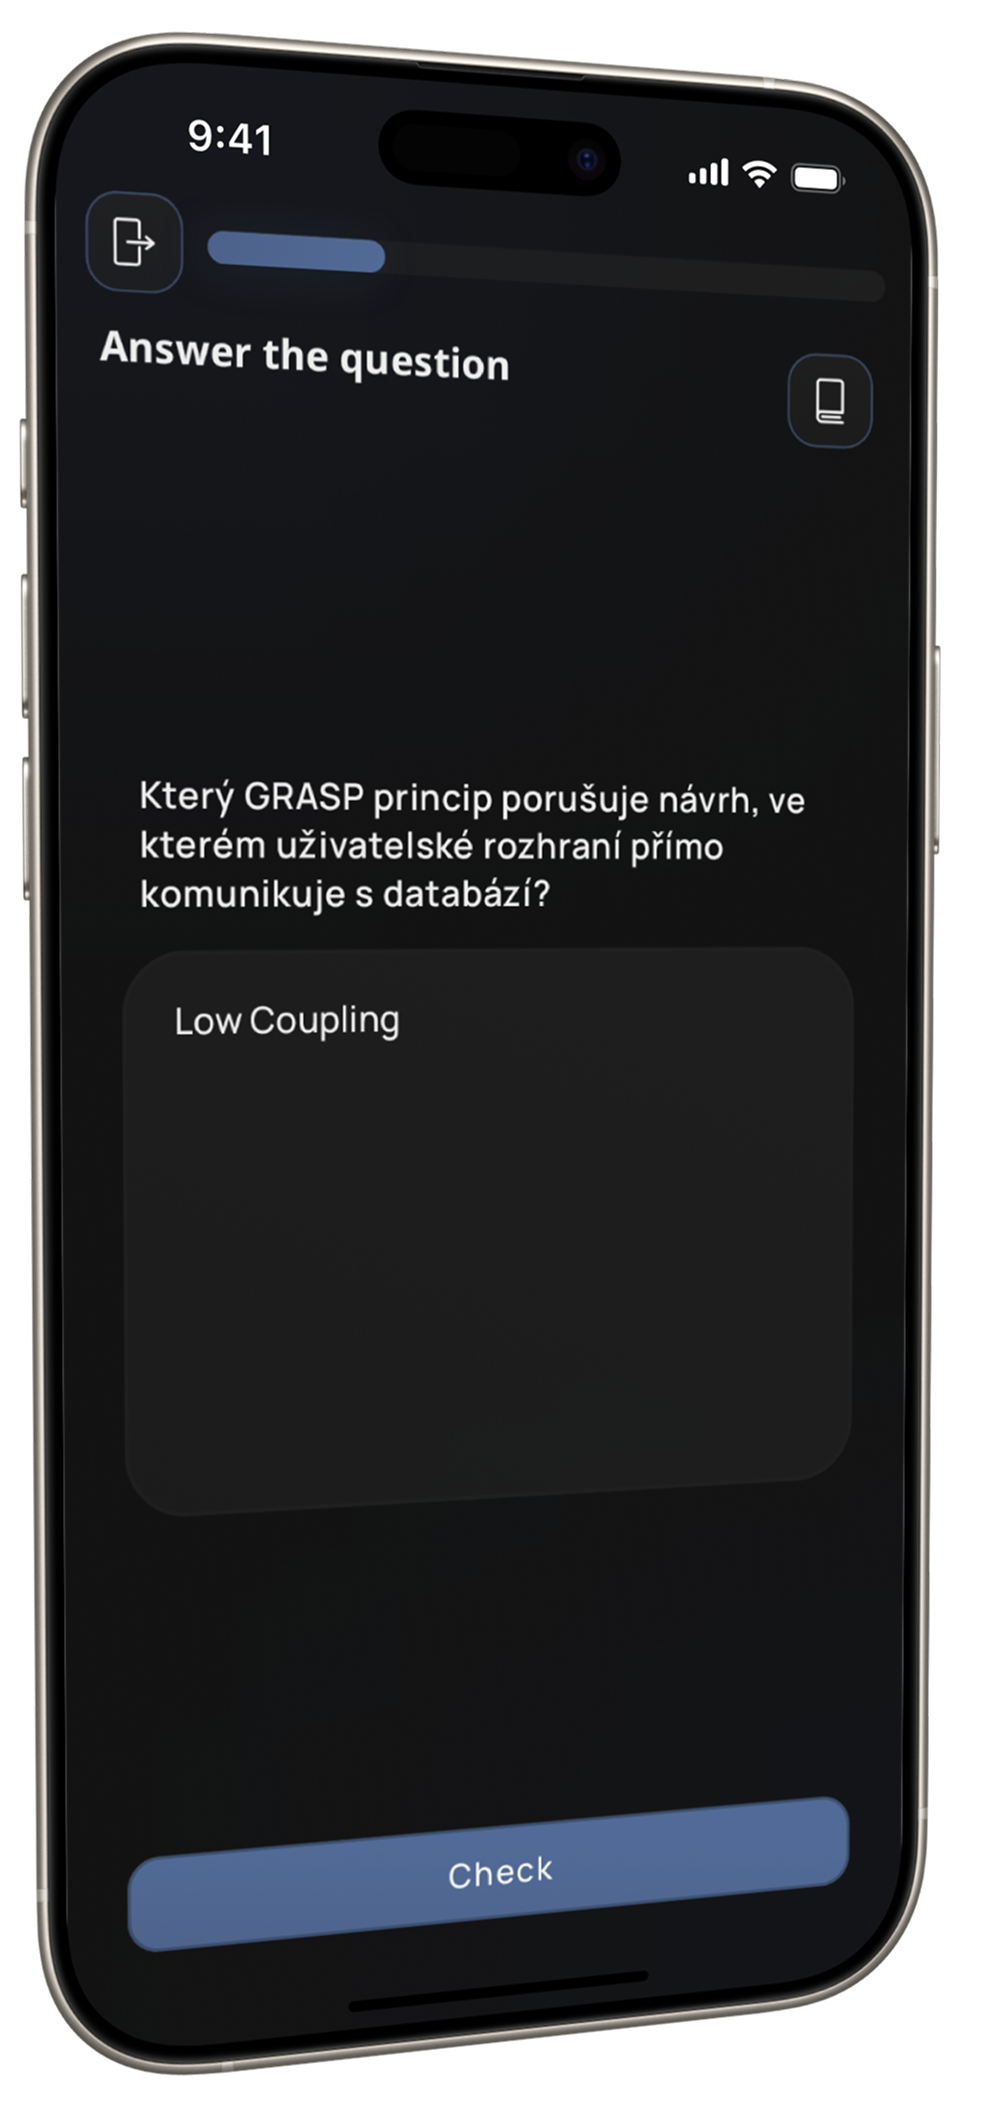 9:41
Answer the question
Který GRASP princip porušuje návrh, ve
kterém uživatelské rozhraní přímo
komunikuje s databází?
Low Coupling
Check